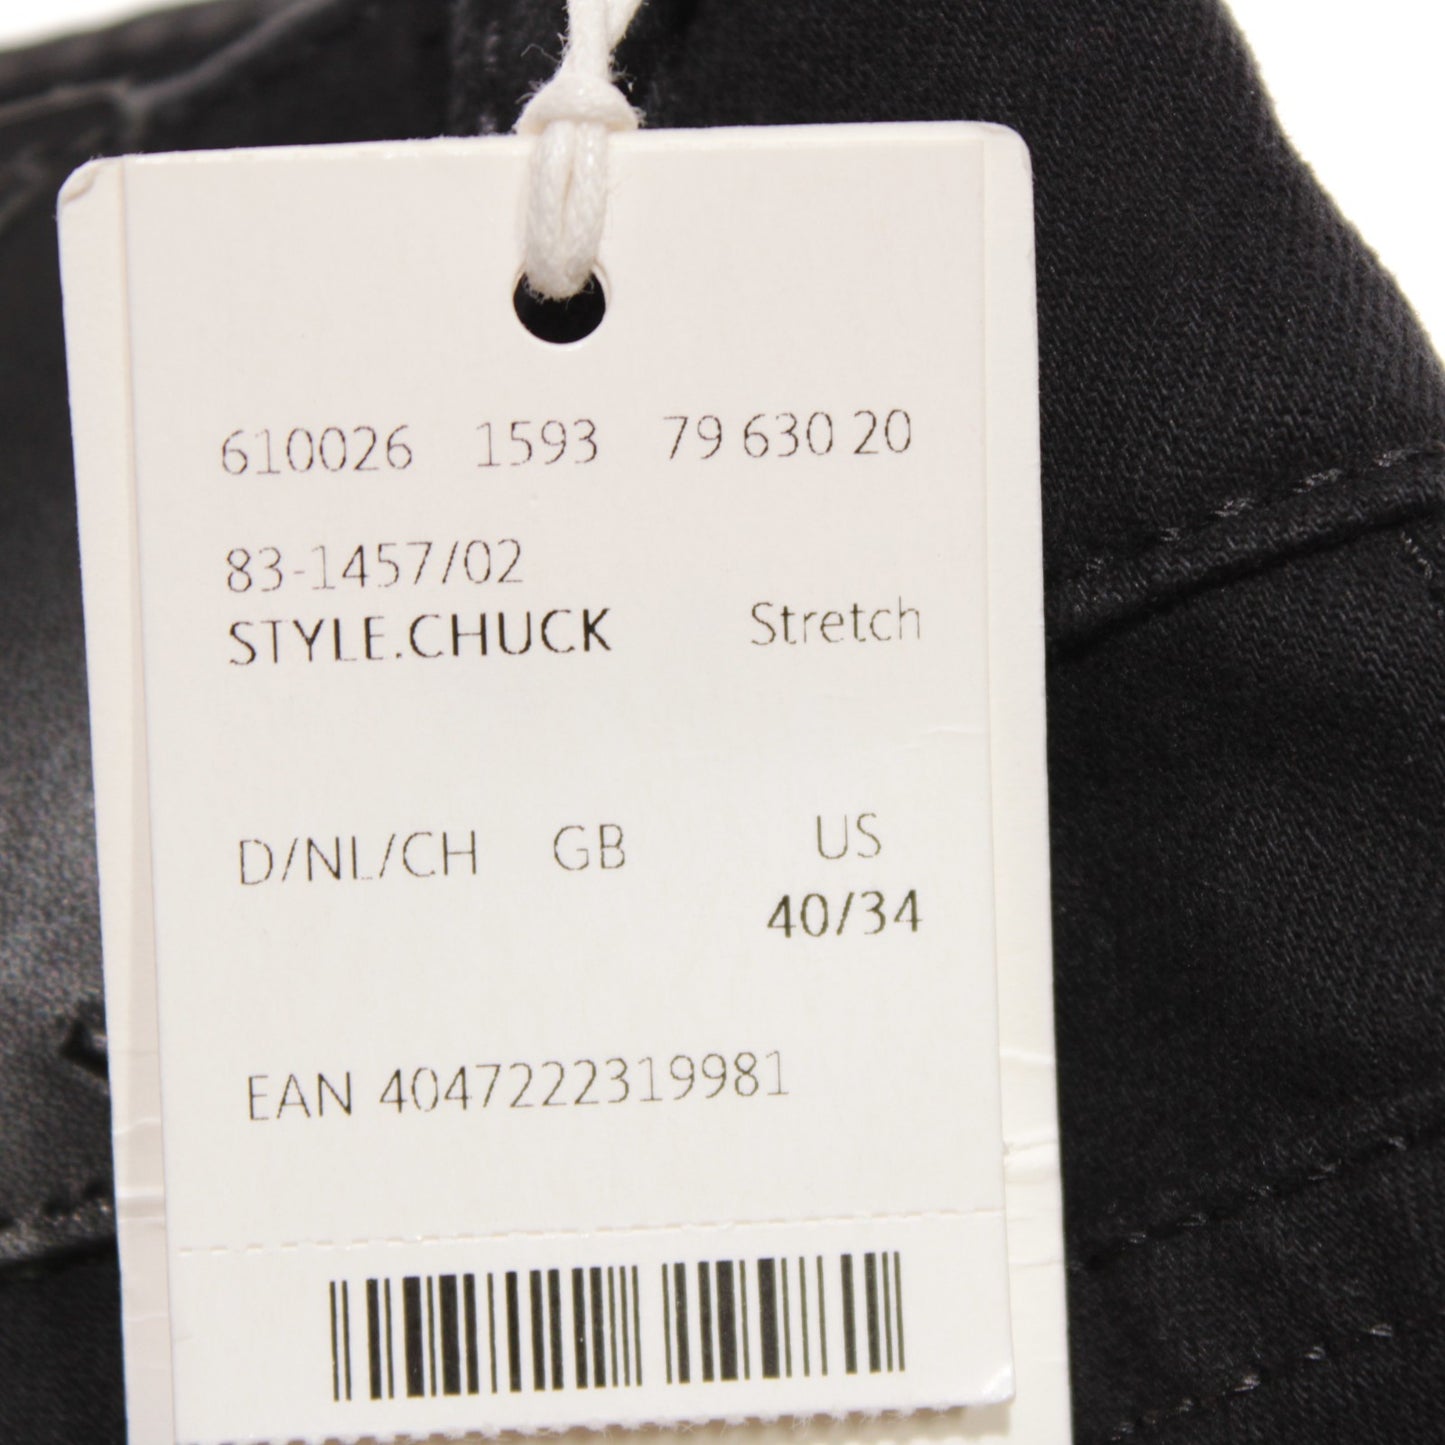 610026 1593 79 630 20
83-1457/02
STYLE.CHUCK Stretch
D/NL/CH GB US
40/34
EAN 4047222319981